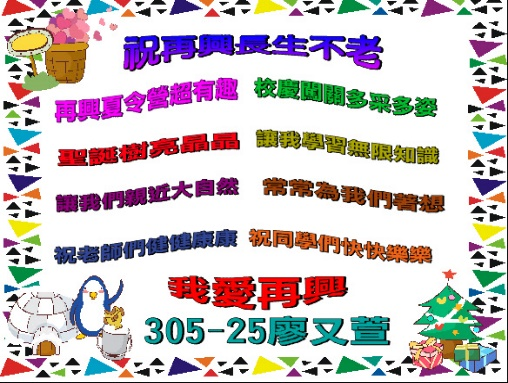 祝再興長生不老
再興夏令營超有趣 校慶闖關多采多姿
聖誕樹亮晶晶 讓我學習無限知識
讓我們親近大自然 常常為我們著想
祝老師們健健康康 祝同學們快快樂樂
我愛再興
305-25廖又萱